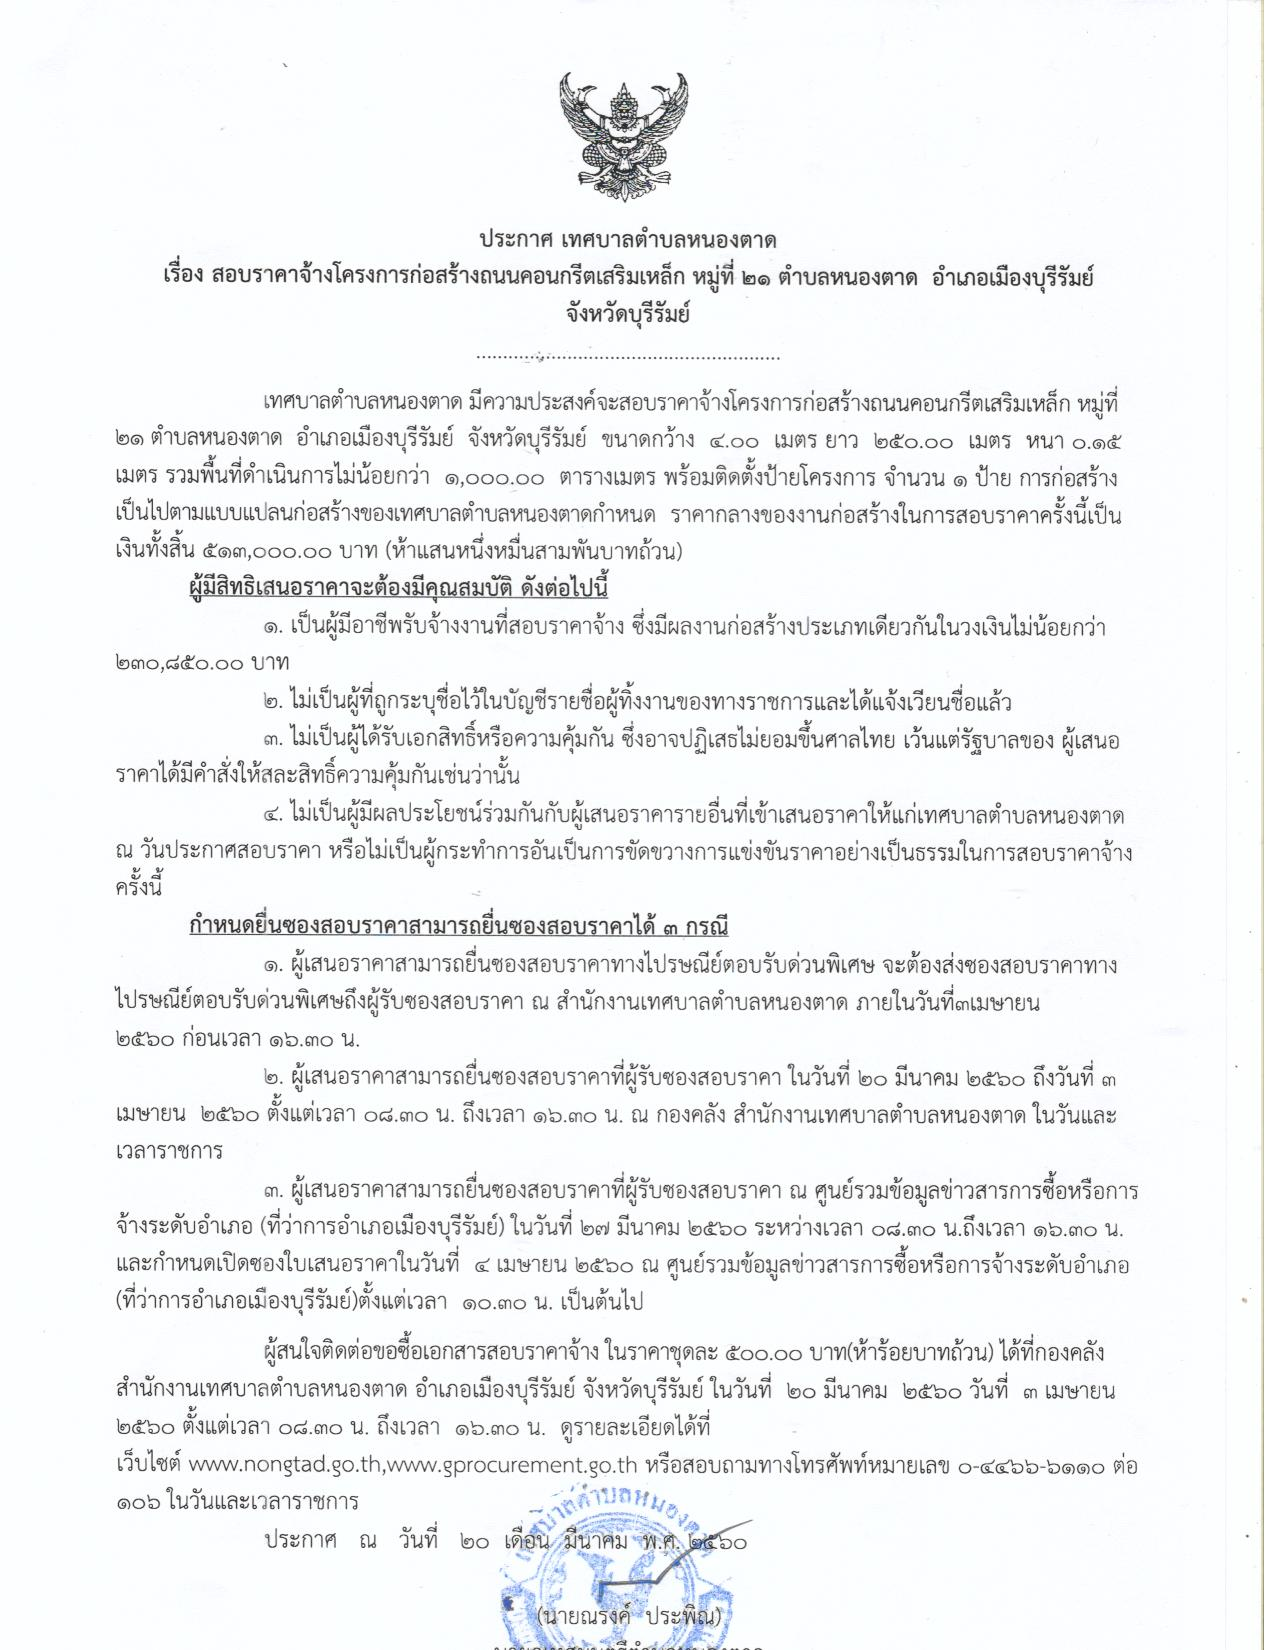 ประกาศ เทศบาลตำบลหนองตาด
เรื่อง สอบราคาจ้างโครงการก่อสร้างถนนคอนกรีตเสริมเหล็ก หมู่ที่ ๒๑ ตำบลหนองตาด อำเภอเมืองบุรีรัมย์
จังหวัดบุรีรัมย์
..........................................................
เทศบาลตำบลหนองตาด มีความประสงค์จะสอบราคาจ้างโครงการก่อสร้างถนนคอนกรีตเสริมเหล็ก หมู่ที่
๒๑ ตำบลหนองตาด อำเภอเมืองบุรีรัมย์ จังหวัดบุรีรัมย์ ขนาดกว้าง ๔.๐๐ เมตร ยาว ๒๕๐.๐๐ เมตร หนา ๐.๑๕
เมตร รวมพื้นที่ดำเนินการไม่น้อยกว่า ๑,๐๐๐.๐๐ ตารางเมตร พร้อมติดตั้งป้ายโครงการ จำนวน ๑ ป้าย การก่อสร้าง
เป็นไปตามแบบแปลนก่อสร้างของเทศบาลตำบลหนองตาดกำหนด ราคากลางของงานก่อสร้างในการสอบราคาครั้งนี้เป็น
เงินทั้งสิ้น ๕๑๓,๐๐๐.๐๐ บาท (ห้าแสนหนึ่งหมื่นสามพันบาทถ้วน)
ผู้มีสิทธิเสนอราคาจะต้องมีคุณสมบัติ ดังต่อไปนี้
๑. เป็นผู้มีอาชีพรับจ้างงานที่สอบราคาจ้าง ซึ่งมีผลงานก่อสร้างประเภทเดียวกันในวงเงินไม่น้อยกว่า
๒๓๐,๘๕๐.๐๐ บาท
๒. ไม่เป็นผู้ที่ถูกระบุชื่อไว้ในบัญชีรายชื่อผู้ทิ้งงานของทางราชการและได้แจ้งเวียนชื่อแล้ว
๓. ไม่เป็นผู้ได้รับเอกสิทธิ์หรือความคุ้มกัน ซึ่งอาจปฏิเสธไม่ยอมขึ้นศาลไทย เว้นแต่รัฐบาลของ ผู้เสนอ
ราคาได้มีคำสั่งให้สละสิทธิ์ความคุ้มกันเช่นว่านั้น
๔. ไม่เป็นผู้มีผลประโยชน์ร่วมกันกับผู้เสนอราคารายอื่นที่เข้าเสนอราคาให้แก่เทศบาลตำบลหนองตาด
ณ วันประกาศสอบราคา หรือไม่เป็นผู้กระทำการอันเป็นการขัดขวางการแข่งขันราคาอย่างเป็นธรรมในการสอบราคาจ้าง
ครั้งนี้
กำหนดยื่นซองสอบราคาสามารถยื่นซองสอบราคาได้ ๓ กรณี
๑. ผู้เสนอราคาสามารถยื่นซองสอบราคาทางไปรษณีย์ตอบรับด่วนพิเศษ จะต้องส่งซองสอบราคาทาง
ไปรษณีย์ตอบรับด่วนพิเศษถึงผู้รับซองสอบราคา ณ สำนักงานเทศบาลตำบลหนองตาด ภายในวันที่๓เมษายน
๒๕๖๐ ก่อนเวลา ๑๖.๓๐ น.
๒. ผู้เสนอราคาสามารถยื่นซองสอบราคาที่ผู้รับซองสอบราคา ในวันที่ ๒๐ มีนาคม ๒๕๖๐ ถึงวันที่ ๓
เมษายน ๒๕๖๐ ตั้งแต่เวลา ๐๘.๓๐ น. ถึงเวลา ๑๖.๓๐ น. ณ กองคลัง สำนักงานเทศบาลตำบลหนองตาด ในวันและ
เวลาราชการ
๓. ผู้เสนอราคาสามารถยื่นซองสอบราคาที่ผู้รับซองสอบราคา ณ ศูนย์รวมข้อมูลข่าวสารการซื้อหรือการ
จ้างระดับอำเภอ (ที่ว่าการอำเภอเมืองบุรีรัมย์) ในวันที่ ๒๗ มีนาคม ๒๕๖๐ ระหว่างเวลา ๐๘.๓๐ น.ถึงเวลา ๑๖.๓๐ น.
และกำหนดเปิดซองใบเสนอราคาในวันที่ ๔ เมษายน ๒๕๖๐ ณ ศูนย์รวมข้อมูลข่าวสารการซื้อหรือการจ้างระดับอำเภอ
(ที่ว่าการอำเภอเมืองบุรีรัมย์)ตั้งแต่เวลา ๑๐.๓๐ น. เป็นต้นไป
ผู้สนใจติดต่อขอซื้อเอกสารสอบราคาจ้าง ในราคาชุดละ ๕๐๐.๐๐ บาท(ห้าร้อยบาทถ้วน) ได้ที่กองคลัง
สำนักงานเทศบาลตำบลหนองตาด อำเภอเมืองบุรีรัมย์ จังหวัดบุรีรัมย์ ในวันที่ ๒๐ มีนาคม ๒๕๖๐ วันที่ ๓ เมษายน
๒๕๖๐ ตั้งแต่เวลา ๐๘.๓๐ น. ถึงเวลา ๑๖.๓๐ น. ดูรายละเอียดได้ที่
เว็บไซต์ www.nongtad.go.th,www.gprocurement.go.th หรือสอบถามทางโทรศัพท์หมายเลข ๐-๔๔๖๖-๖๑๑๐ ต่อ
๑๐๖ ในวันและเวลาราชการ
ประกาศ ณ วันที่ ๒๐ เดือน มีนาคม พ.ศ. ๒๕๖๐
(นายณรงค์ ประพิณ)